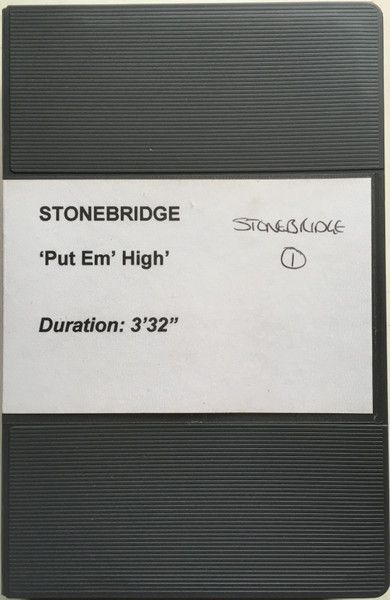 STONEBRIDGE
'Put Em' High'
Duration: 3'32"
STONEBRIDGE
1